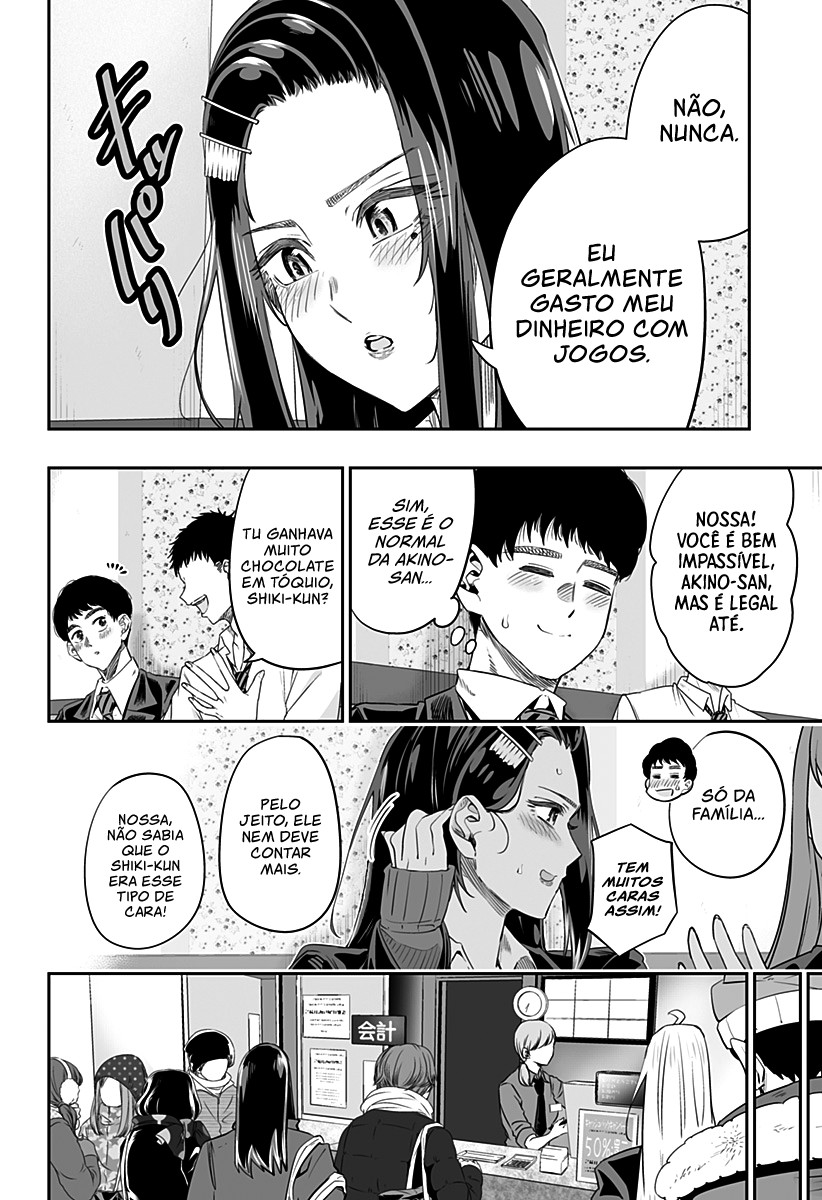 NÃO,
NUNCA.
EU
GERALMENTE
GASTO MEU
DINHEIRO COM
JOGOS.
キッパリ
NOSSA!
VOCÊ É BEM
IMPASSÍVEL,
AKINO-SAN,
MAS É LEGAL
ATÉ.
SIM,
ESSE É O
NORMAL
DA AKINO-
SAN...
TU GANHAVA
MUITO
CHOCOLATE
EM TÓQUIO,
SHIKI-KUN?
SÓ DA
FAMÍLIA...
TEM
MUITOS
CARAS
ASSIM!
PELO
JEITO, ELE
NEM DEVE
CONTAR
MAIS.
NOSSA,
NÃO SABIA
QUE O
SHIKI-KUN
ERA ESSE
TIPO DE
CARA!
会計
50%